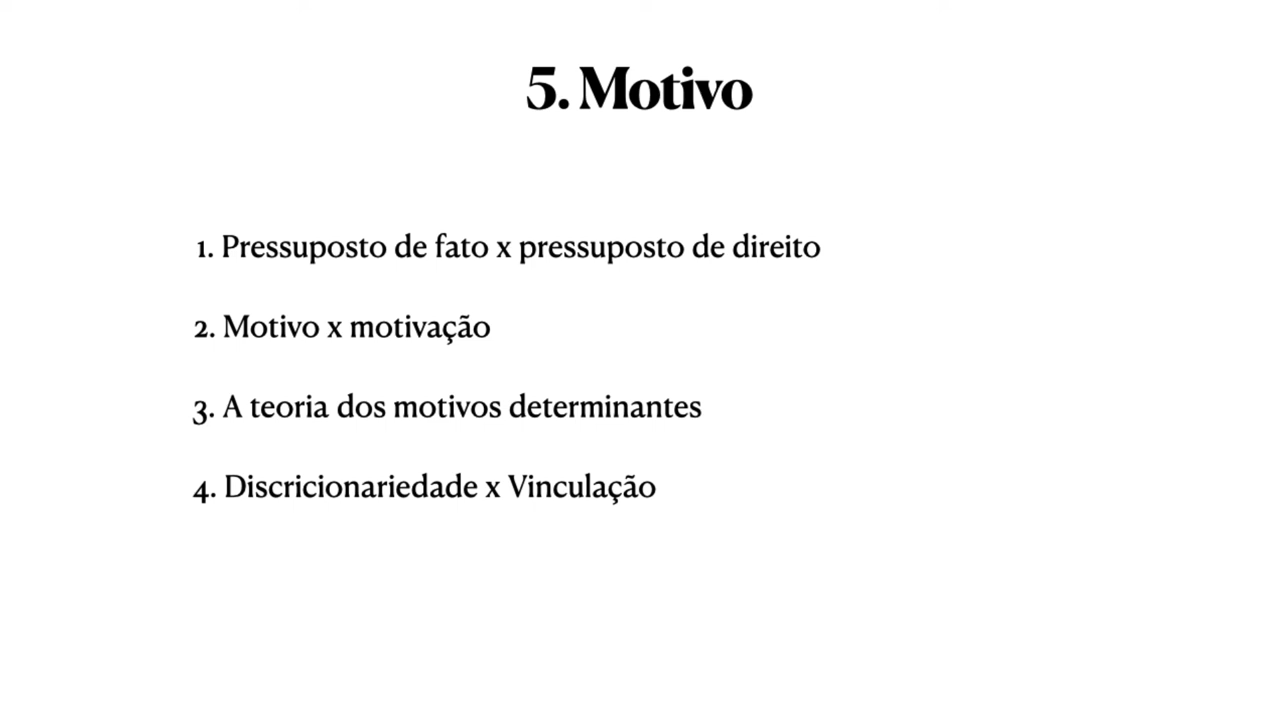 5. Motivo
1. Pressuposto de fato x pressuposto de direito
2. Motivo x motivação
3. A teoria dos motivos determinantes
4. Discricionariedade x Vinculação